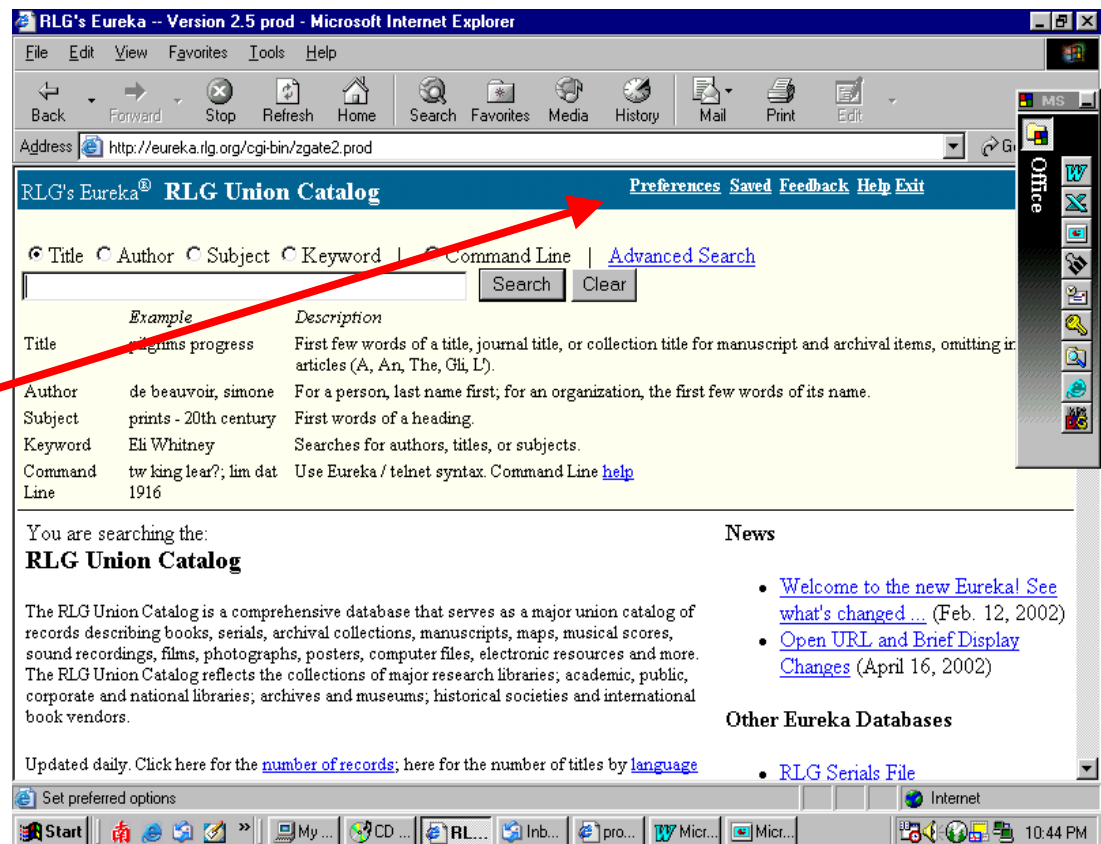 RLG's Eureka -- Version 2.5 prod - Microsoft Internet Explorer
File Edit View Favorites Tools Help
Back Forward Stop Refresh Home Search Favorites Media History Mail Print Edit
MS
Address http://eureka.rlg.org/cgi-bin/zgate2.prod
Office
RLG's Eureka® RLG Union Catalog Preferences Saved Feedback Help Exit
Title Author Subject Keyword | Command Line | Advanced Search
Search Clear
Example Description
Title pilgrims progress First few words of a title, journal title, or collection title for manuscript and archival items, omitting
articles (A, An, The, Gli, L').
Author de beauvoir, simone For a person, last name first; for an organization, the first few words of its name.
Subject prints - 20th century First words of a heading.
Keyword Eli Whitney Searches for authors, titles, or subjects.
Command tw king lear?; lim dat Use Eureka / telnet syntax. Command Line help
Line 1916
You are searching the:
RLG Union Catalog
The RLG Union Catalog is a comprehensive database that serves as a major union catalog of
records describing books, serials, archival collections, manuscripts, maps, musical scores,
sound recordings, films, photographs, posters, computer files, electronic resources and more.
The RLG Union Catalog reflects the collections of major research libraries; academic, public,
corporate and national libraries; archives and museums; historical societies and international
book vendors.
Updated daily. Click here for the number of records; here for the number of titles by language
News
Welcome to the new Eureka! See
what's changed ... (Feb. 12, 2002)
Open URL and Brief Display
Changes (April 16, 2002)
Other Eureka Databases
RLG Serials File
Set preferred options Internet
Start » My ... CD ... RL... Inb... pro... Micr... Micr... 10:44 PM